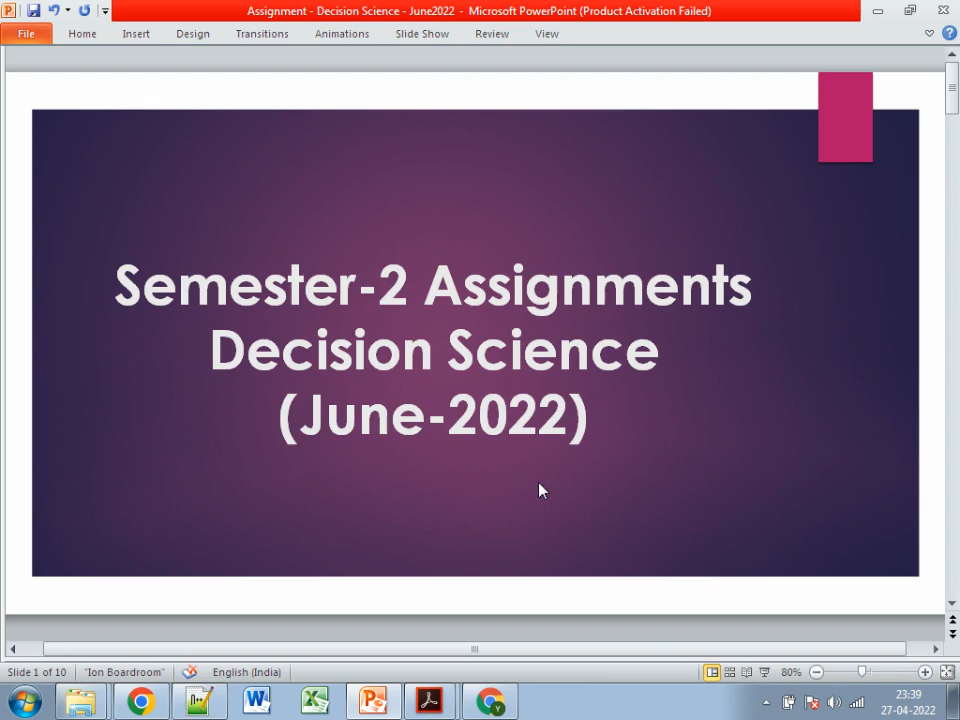 Assignment - Decision Science - June2022 - Microsoft PowerPoint (Product Activation Failed)
File Home Insert Design Transitions Animations Slide Show Review View
Semester-2 Assignments
Decision Science
(June-2022)
Slide 1 of 10 "Ion Boardroom" English (India) 80%
23:39
27-04-2022